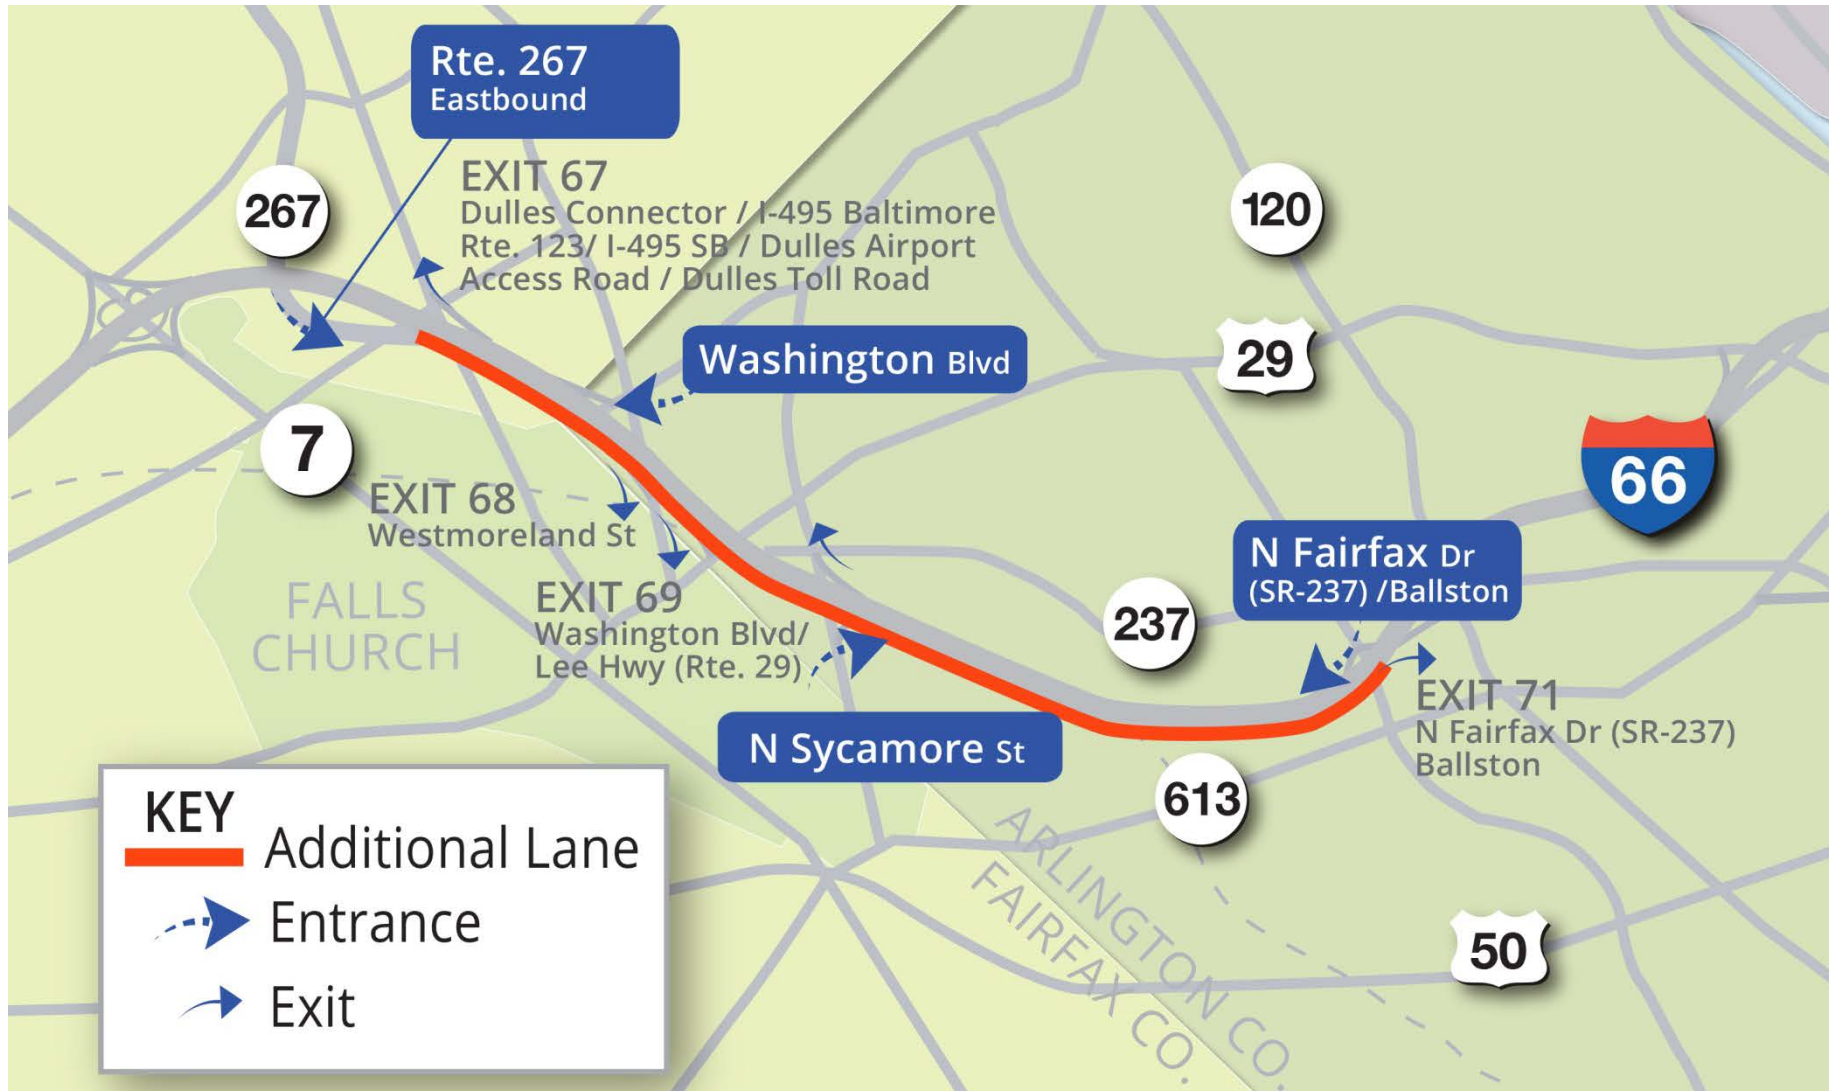 Rte. 267
Eastbound
EXIT 67
Dulles Connector / I-495 Baltimore
Rte. 123/ I-495 SB / Dulles Airport
Access Road / Dulles Toll Road
267
120
Washington Blvd
29
7
66
EXIT 68
Westmoreland St
N Fairfax Dr
(SR-237) /Ballston
FALLS
CHURCH
EXIT 69
Washington Blvd/
Lee Hwy (Rte. 29)
237
EXIT 71
N Fairfax Dr (SR-237)
Ballston
N Sycamore St
613
KEY
Additional Lane
Entrance
Exit
ARLINGTON CO.
FAIRFAX CO.
50